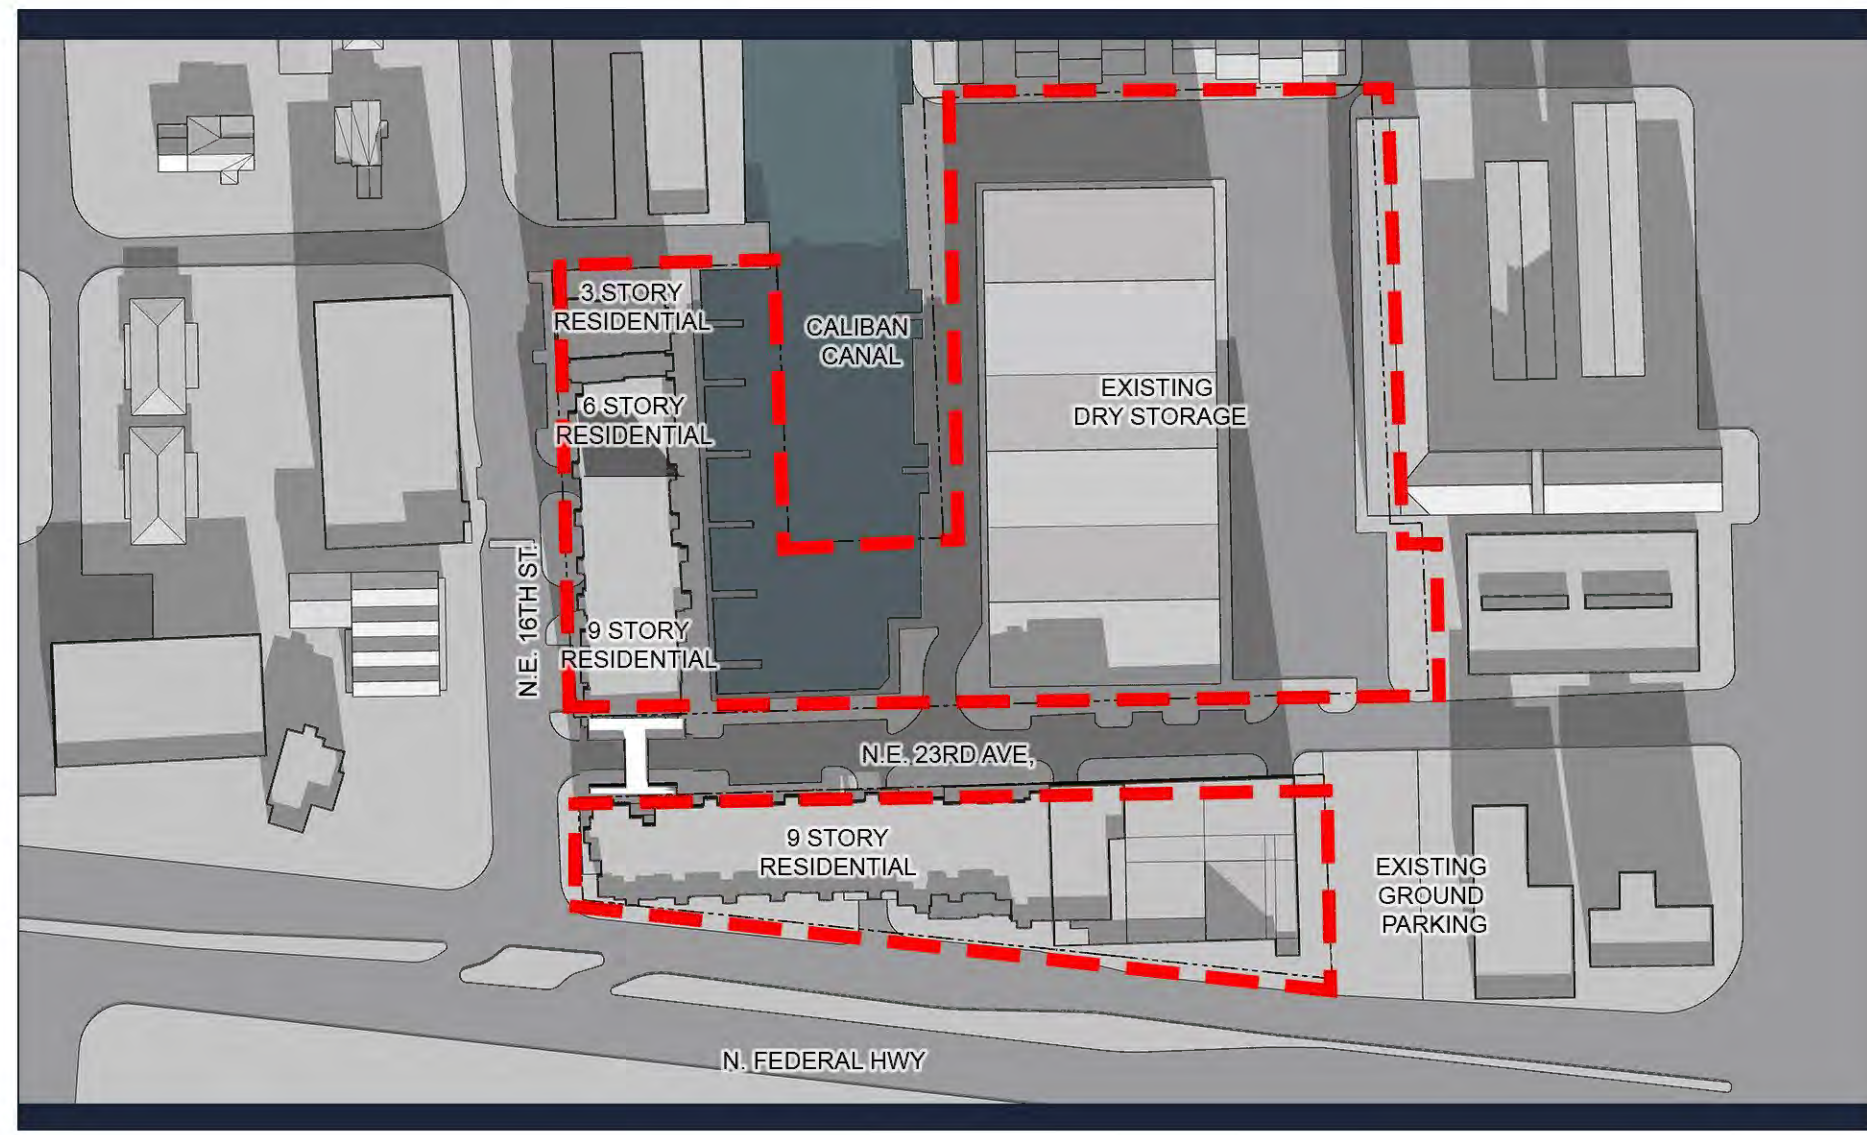 3 STORY
RESIDENTIAL
CALIBAN
CANAL
6 STORY
RESIDENTIAL
EXISTING
DRY STORAGE
N.E. 16TH ST.
9 STORY
RESIDENTIAL
N.E. 23RD AVE,
9 STORY
RESIDENTIAL
EXISTING
GROUND
PARKING
N. FEDERAL HWY